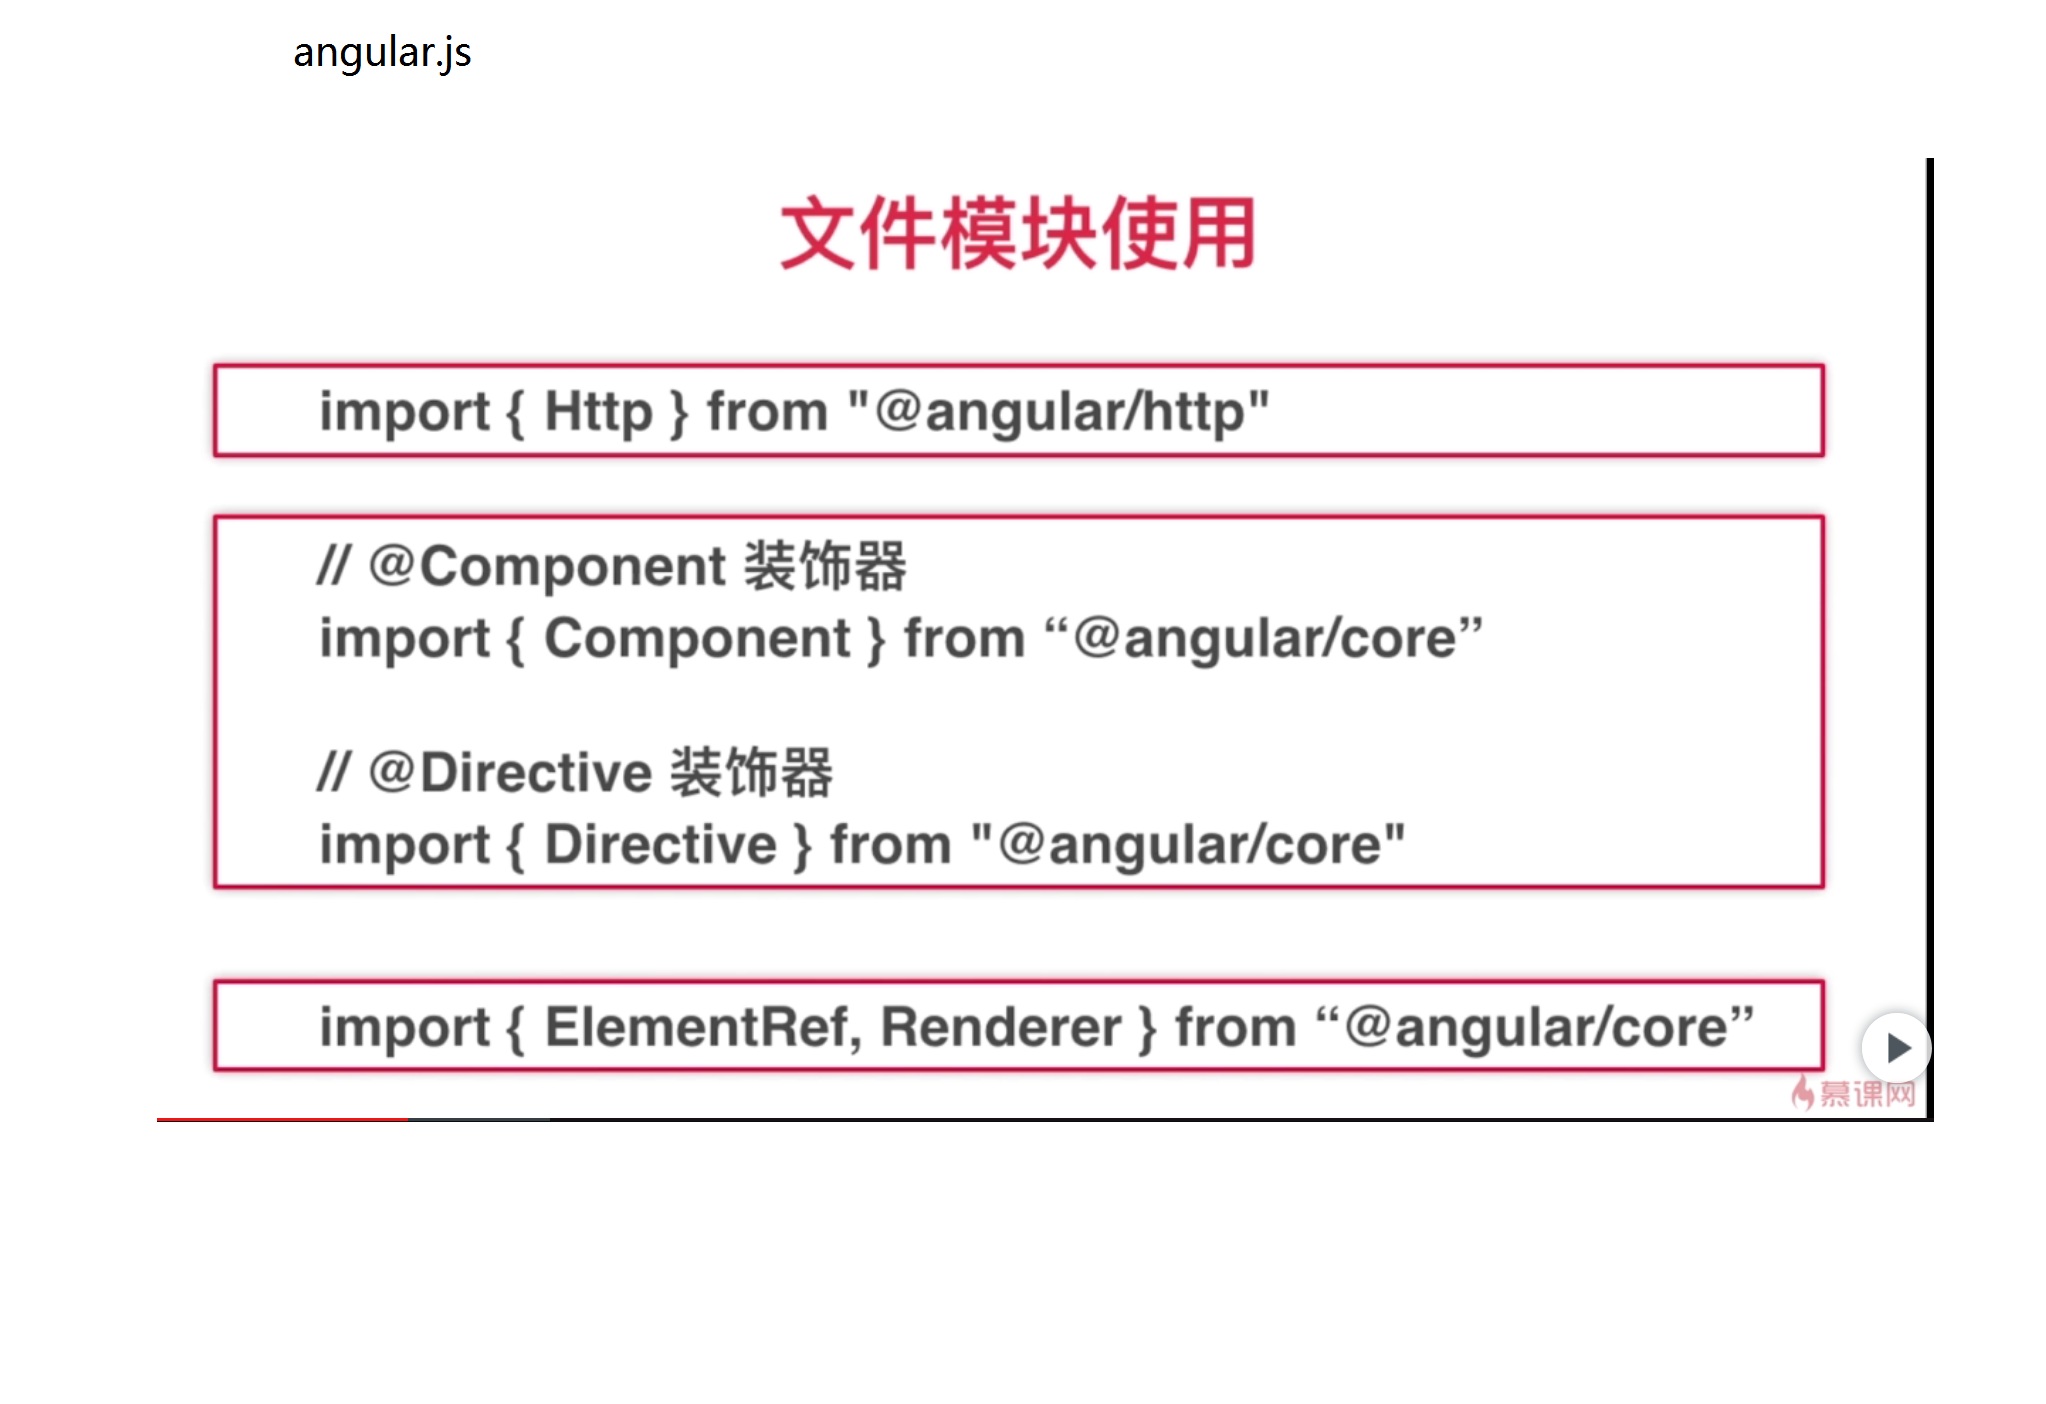 angular.js
文件模块使用
import { Http } from "@angular/http"
// @Component 装饰器
import { Component } from “@angular/core”
// @Directive 装饰器
import { Directive } from "@angular/core"
import { ElementRef, Renderer } from “@angular/core”
慕课网